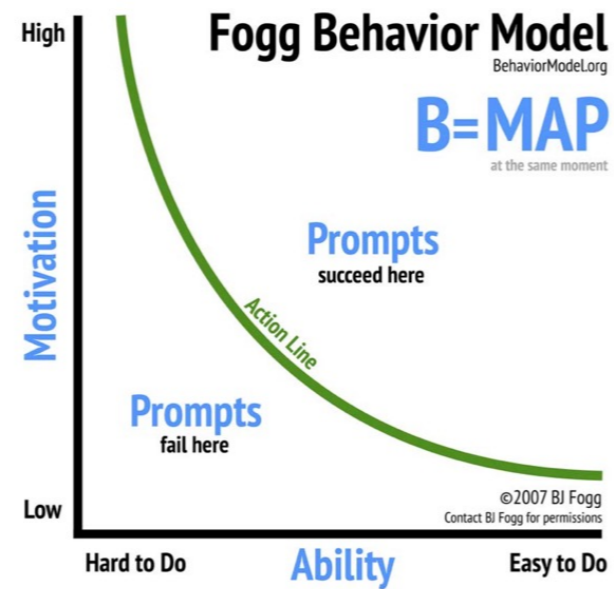 High
Fogg Behavior Model
BehaviorModel.org
B=MAP
at the same moment
Motivation
Prompts
succeed here
Action Line
Prompts
fail here
Low
©2007 BJ Fogg
Contact BJ Fogg for permissions
Hard to Do
Ability
Easy to Do